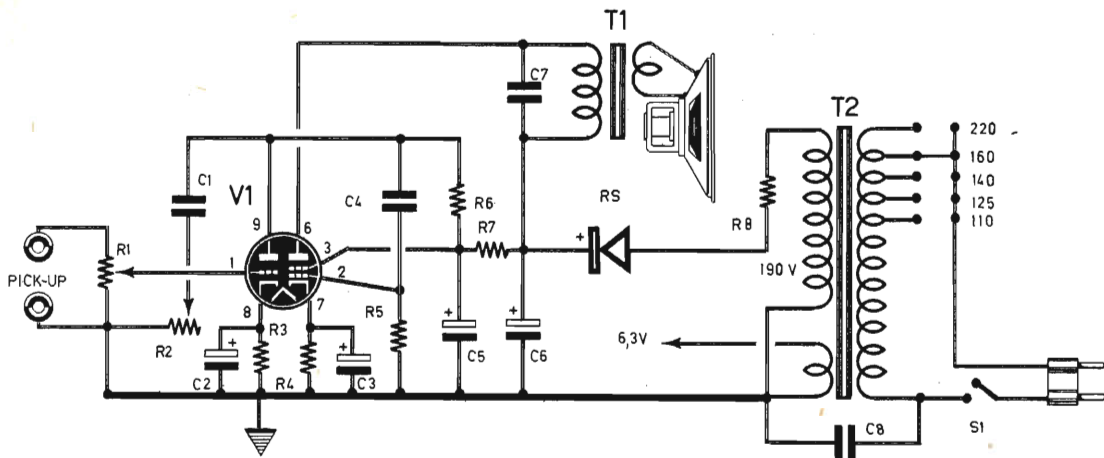 T1
C7
T2
220
160
140
125
110
C1
V1
C4
R6
RS
R8
9
6
3
R7
+
190 V
R1
1
2
PICK-UP
8
7
R5
R2
R3
+
+
+
+
6,3V
C2
R4
C3
C5
C6
C8
S1